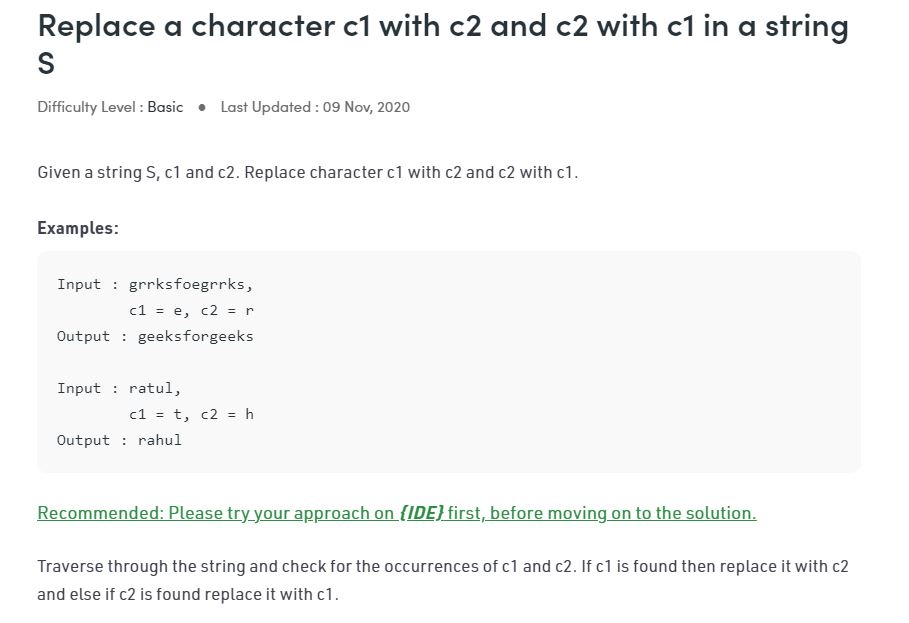 Replace a character c1 with c2 and c2 with c1 in a string
S
Difficulty Level : Basic ● Last Updated : 09 Nov, 2020
Given a string S, c1 and c2. Replace character c1 with c2 and c2 with c1.
Examples:
Input : grrksfoegrrks,
c1 = e, c2 = r
Output : geeksforgeeks
Input : ratul,
c1 = t, c2 = h
Output : rahul
Recommended: Please try your approach on {IDE} first, before moving on to the solution.
Traverse through the string and check for the occurrences of c1 and c2. If c1 is found then replace it with c2
and else if c2 is found replace it with c1.